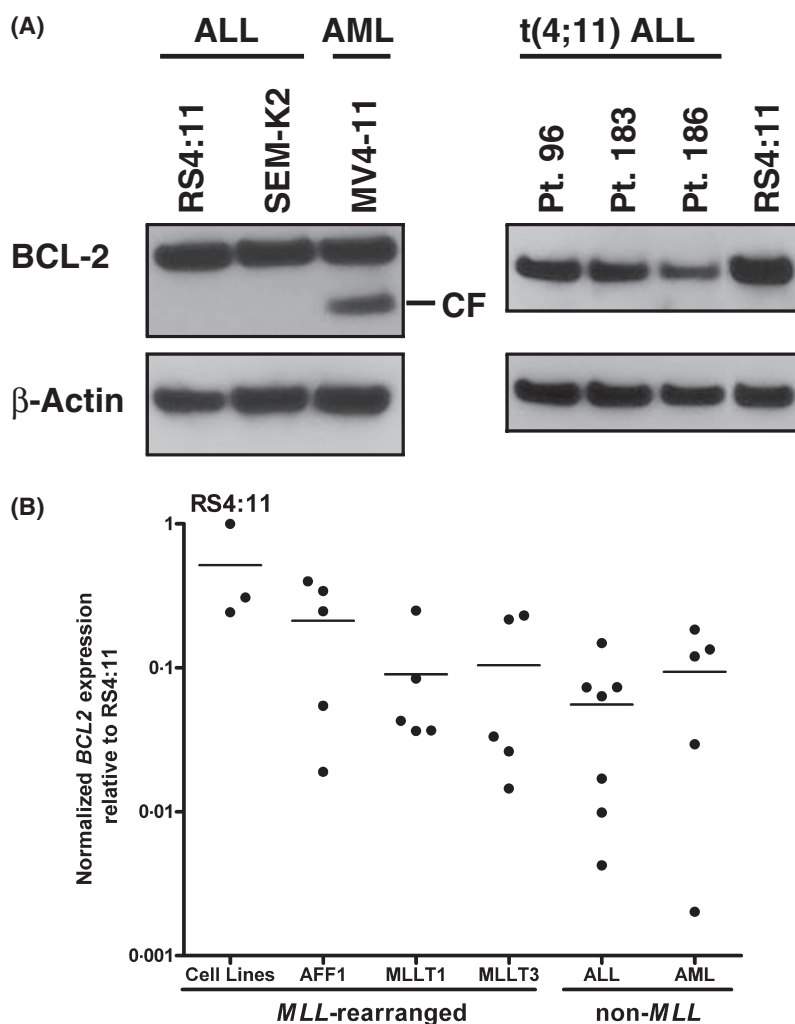 (A)
ALL AML t(4;11) ALL
RS4:11 SEM-K2 MV4-11 Pt. 96 Pt. 183 Pt. 186 RS4:11
BCL-2
CF
β-Actin
(B)
RS4:11
Normalized BCL2 expression
relative to RS4:11
1
0·1
0·01
0·001
Cell Lines AFF1 MLLT1 MLLT3 ALL AML
MLL-rearranged non-MLL